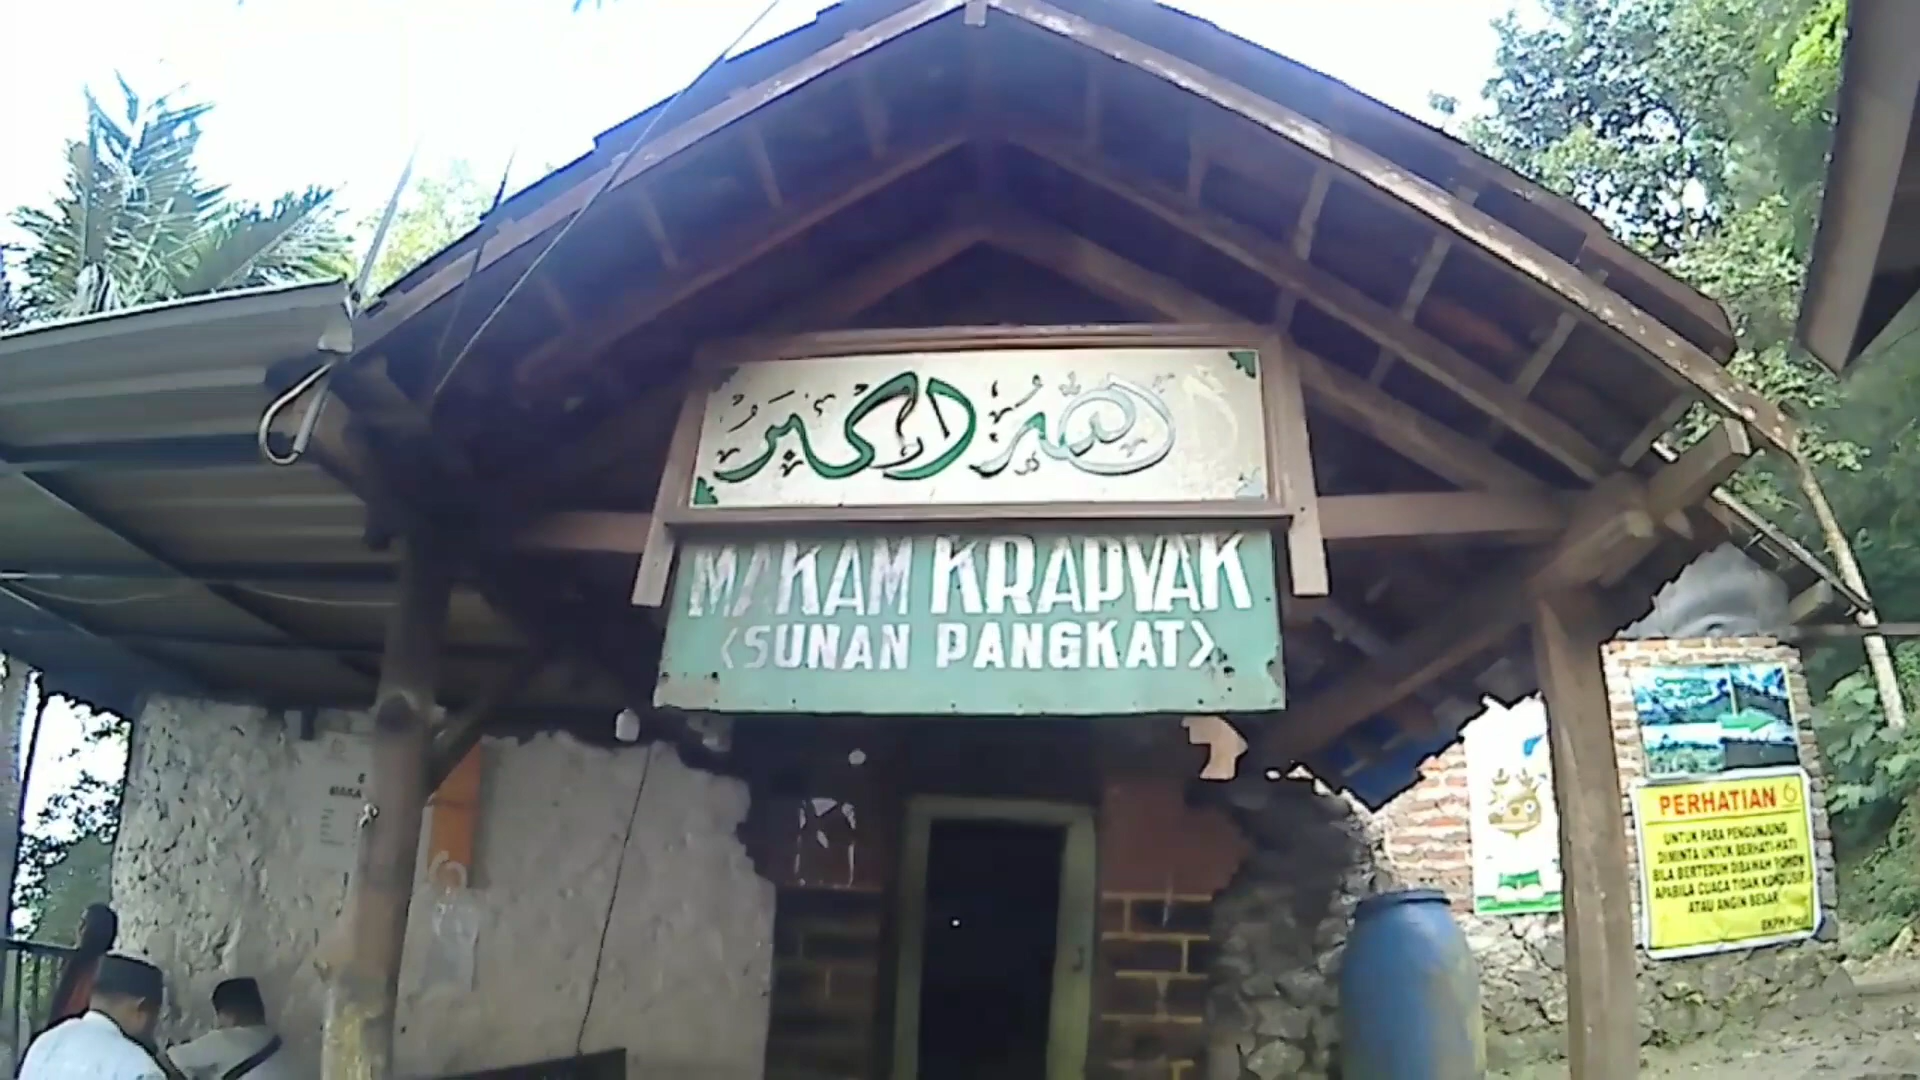 الله اكبر
MAKAM KRAPYAK
<SUNAN PANGKAT>
PERHATIAN
UNTUK PARA PENGUNJUNG
DIMINTA UNTUK BERHATI-HATI
BILA BERTEDUH DIBAWAH POHON
APABILA CUACA TIDAK KONDUSIF
ATAU ANGIN BESAR